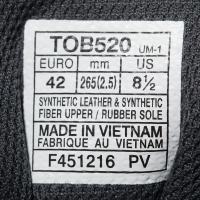 TOB520 UM-1
EURO mm US
42 265(2.5) 8½
SYNTHETIC LEATHER & SYNTHETIC
FIBER UPPER / RUBBER SOLE
MADE IN VIETNAM
FABRIQUE AU VIETNAM
F451216 PV